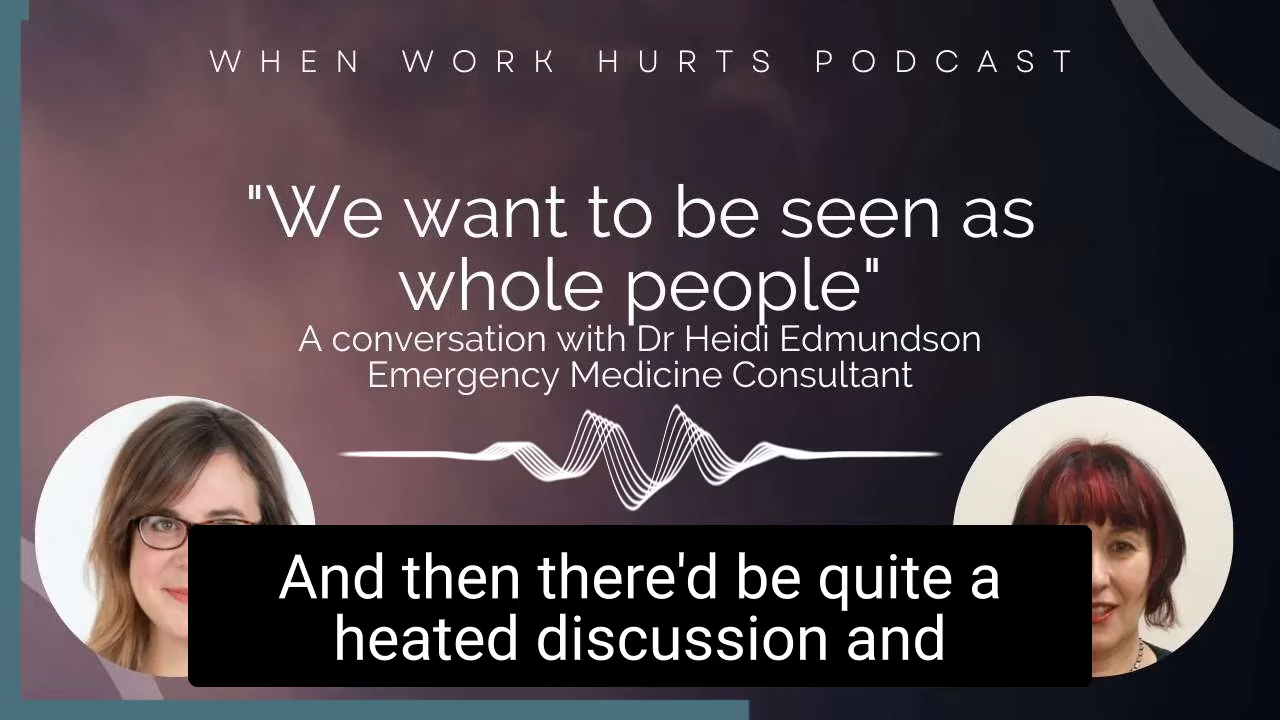 WHEN WORK HURTS PODCAST
"We want to be seen as
whole people"
A conversation with Dr Heidi Edmundson
Emergency Medicine Consultant
And then there'd be quite a
heated discussion and